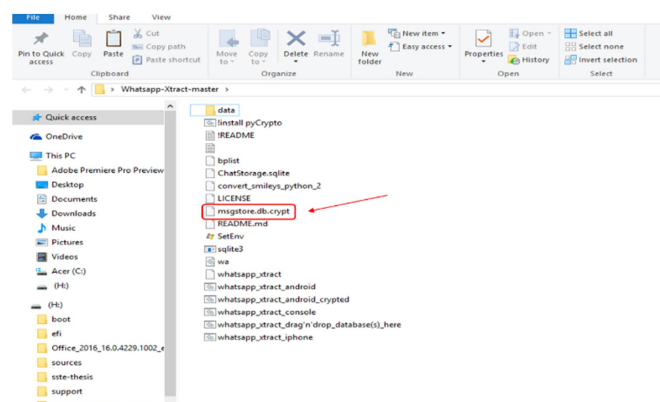 File Home Share View
Cut
Copy path
Paste shortcut
Pin to Quick access
Copy
Paste
Move to
Copy to
Delete
Rename
New folder
New item
Easy access
Properties
Open
Edit
History
Select all
Select none
Invert selection
Clipboard Organize New Open Select
Whatsapp-Xtract-master
Quick access
OneDrive
This PC
Adobe Premiere Pro Preview
Desktop
Documents
Downloads
Music
Pictures
Videos
Acer (C:)
(H:)
(H:)
boot
efi
Office_2016_16.0.4229.1002_e
sources
sste-thesis
support
data
!install pyCrypto
!README
bplist
ChatStorage.sqlite
convert_smileys_python_2
LICENSE
msgstore.db.crypt
README.md
SetEnv
sqlite3
wa
whatsapp_xtract
whatsapp_xtract_android
whatsapp_xtract_android_crypted
whatsapp_xtract_console
whatsapp_xtract_drag'n'drop_database(s)_here
whatsapp_xtract_iphone